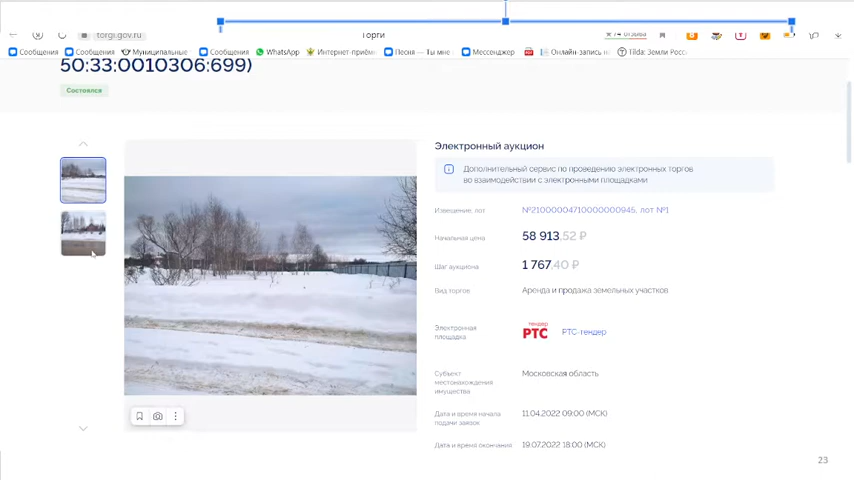 torgi.gov.ru
Торги
Сообщения Сообщения Муниципальные Сообщения WhatsApp Интернет-приём Песня — Ты мне Мессенджер Онлайн-запись Tilda: Земли Росс
50:33:0010306:699)
Состоялся
Электронный аукцион
Дополнительный сервис по проведению электронных торгов
во взаимодействии с электронными площадками
Извещение, лот №21000004710000000945, лот №1
Начальная цена 58 913,52 ₽
Шаг аукциона 1 767,40 ₽
Вид торгов Аренда и продажа земельных участков
Электронная
площадка
тендер
РТС
РТС-тендер
Субъект
местонахождения
имущества
Московская область
Дата и время начала
подачи заявок
11.04.2022 09:00 (МСК)
Дата и время окончания 19.07.2022 18:00 (МСК)
23